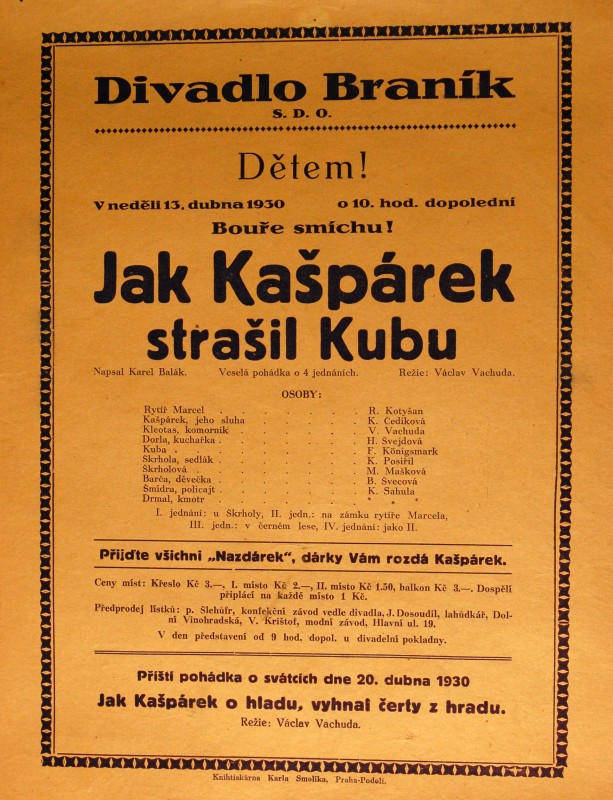 Divadlo Braník
S. D. O.
Dětem!
V neděli 13. dubna 1930 o 10. hod. dopolední
Bouře smíchu!
Jak Kašpárek
strašil Kubu
Napsal Karel Balák. Veselá pohádka o 4 jednáních. Režie: Václav Vachuda.
OSOBY:
Rytíř Marcel . . . . . . . R. Kotyšan
Kašpárek, jeho sluha . . . . . . K. Cedíková
Kleotas, komorník . . . . . . V. Vachuda
Dorla, kuchařka . . . . . . . H. Švejdová
Kuba . . . . . . . . F. Königsmark
Skrhola, sedlák . . . . . . . K. Posiřil
Škrholová . . . . . . . M. Mašková
Barča, děvečka . . . . . . . B. Švecová
Šmidra, policajt . . . . . . . K. Sahula
Drmal, kmotr . . . . . . . * * *
I. jednání: u Skrholy, II. jedn.: na zámku rytíře Marcela,
III. jedn.: v černém lese, IV. jednání: jako II.
Přijďte všichni „Nazdárek“, dárky Vám rozdá Kašpárek.
Ceny míst: Křeslo Kč 3.—, I. místo Kč 2.—, II. místo Kč 1.50, balkon Kč 3.—. Dospělí
připlácí na každé místo 1 Kč.
Předprodej lístků: p. Šlehůfr, konfekční závod vedle divadla, J. Dosoudil, lahůdkář, Dol-
ní Vinohradská, V. Krištof, modní závod, Hlavní ul. 19.
V den představení od 9 hod. dopol. u divadelní pokladny.
Příští pohádka o svátcích dne 20. dubna 1930
Jak Kašpárek o hladu, vyhnal čerty z hradu.
Režie: Václav Vachuda.
Knihtiskárna Karla Smolíka, Praha-Podolí.